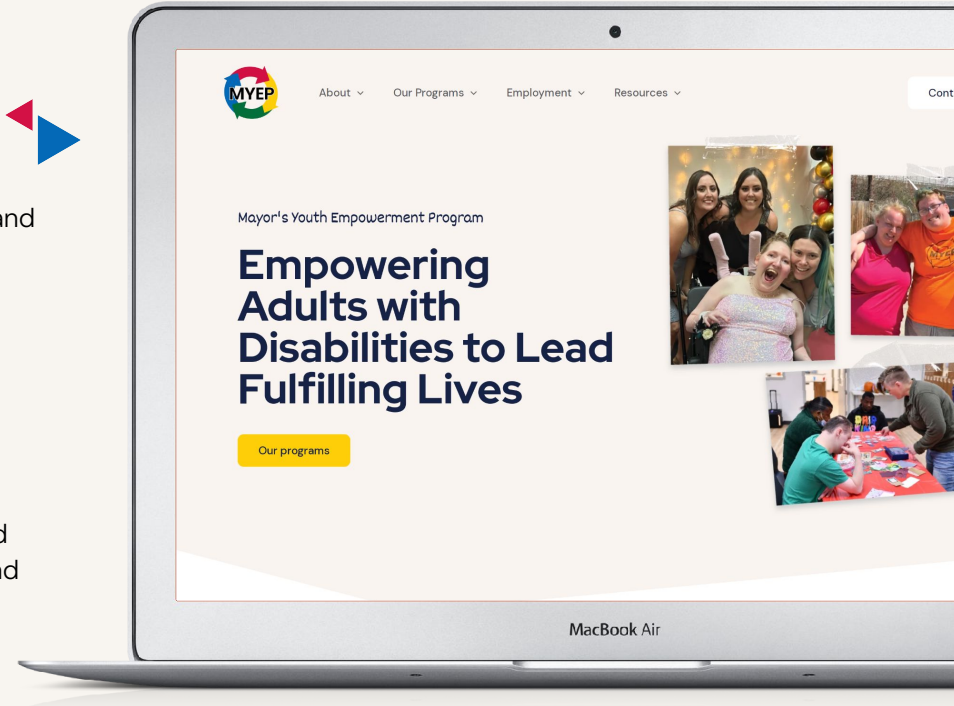 MYEP
About
Our Programs
Employment
Resources
Cont
and
Mayor's Youth Empowerment Program
Empowering
Adults with
Disabilities to Lead
Fulfilling Lives
Our programs
d
nd
MacBook Air